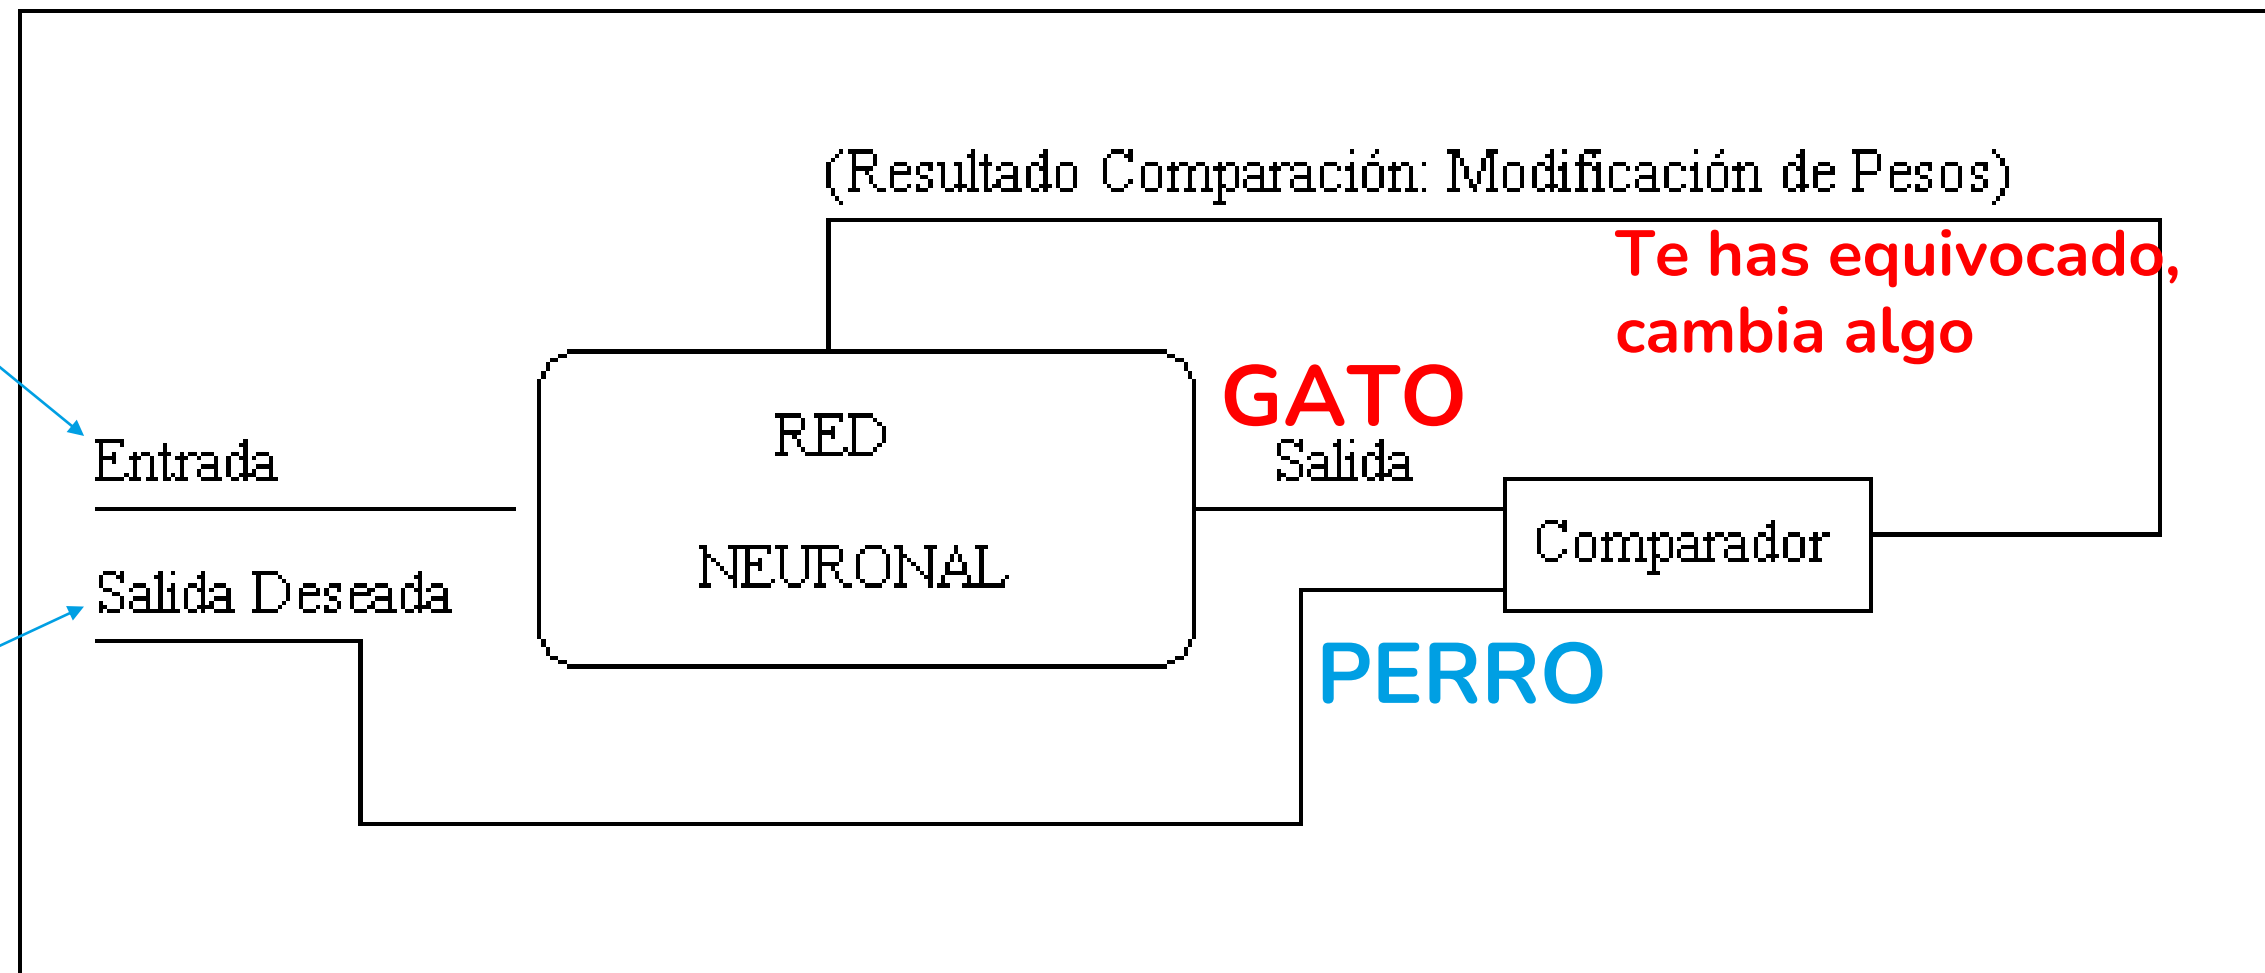 (Resultado Comparación: Modificación de Pesos)
Te has equivocado,
cambia algo
GATO
RED
Entrada
Salida
NEURONAL
Comparador
Salida Deseada
PERRO